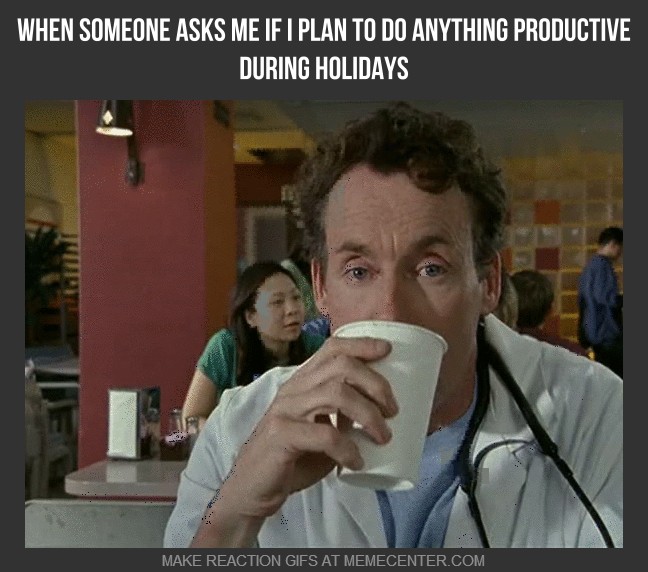 WHEN SOMEONE ASKS ME IF I PLAN TO DO ANYTHING PRODUCTIVE
DURING HOLIDAYS
MAKE REACTION GIFS AT MEMECENTER.COM